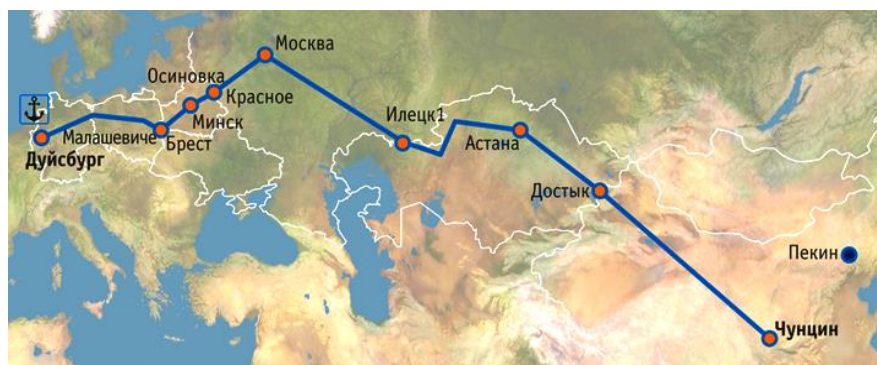 Москва
Осиновка
Красное
Минск
Малашевиче
Брест
Дуйсбург
Илецк1
Астана
Достык
Пекин
Чунцин